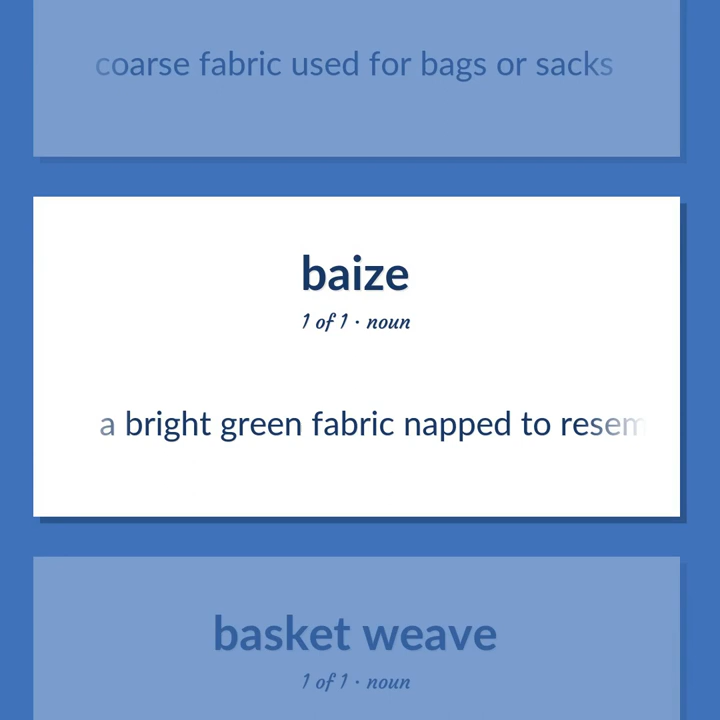 coarse fabric used for bags or sacks
baize
1 of 1 · noun
a bright green fabric napped to resem
basket weave
1 of 1 · noun